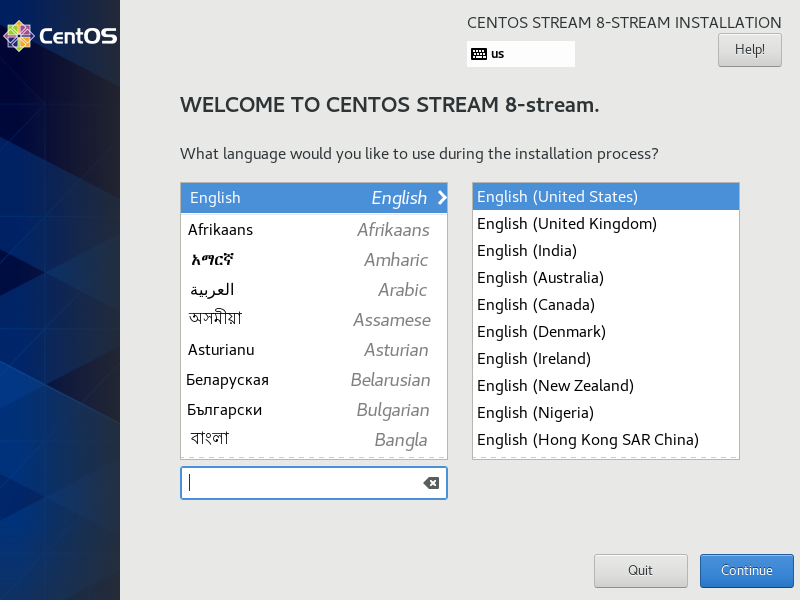 CentOS
CENTOS STREAM 8-STREAM INSTALLATION
us
Help!
WELCOME TO CENTOS STREAM 8-stream.
What language would you like to use during the installation process?
English English
Afrikaans Afrikaans
አማርኛ Amharic
العربية Arabic
অসমীয়া Assamese
Asturianu Asturian
Беларуская Belarusian
Български Bulgarian
বাংলা Bangla
English (United States)
English (United Kingdom)
English (India)
English (Australia)
English (Canada)
English (Denmark)
English (Ireland)
English (New Zealand)
English (Nigeria)
English (Hong Kong SAR China)
Quit
Continue